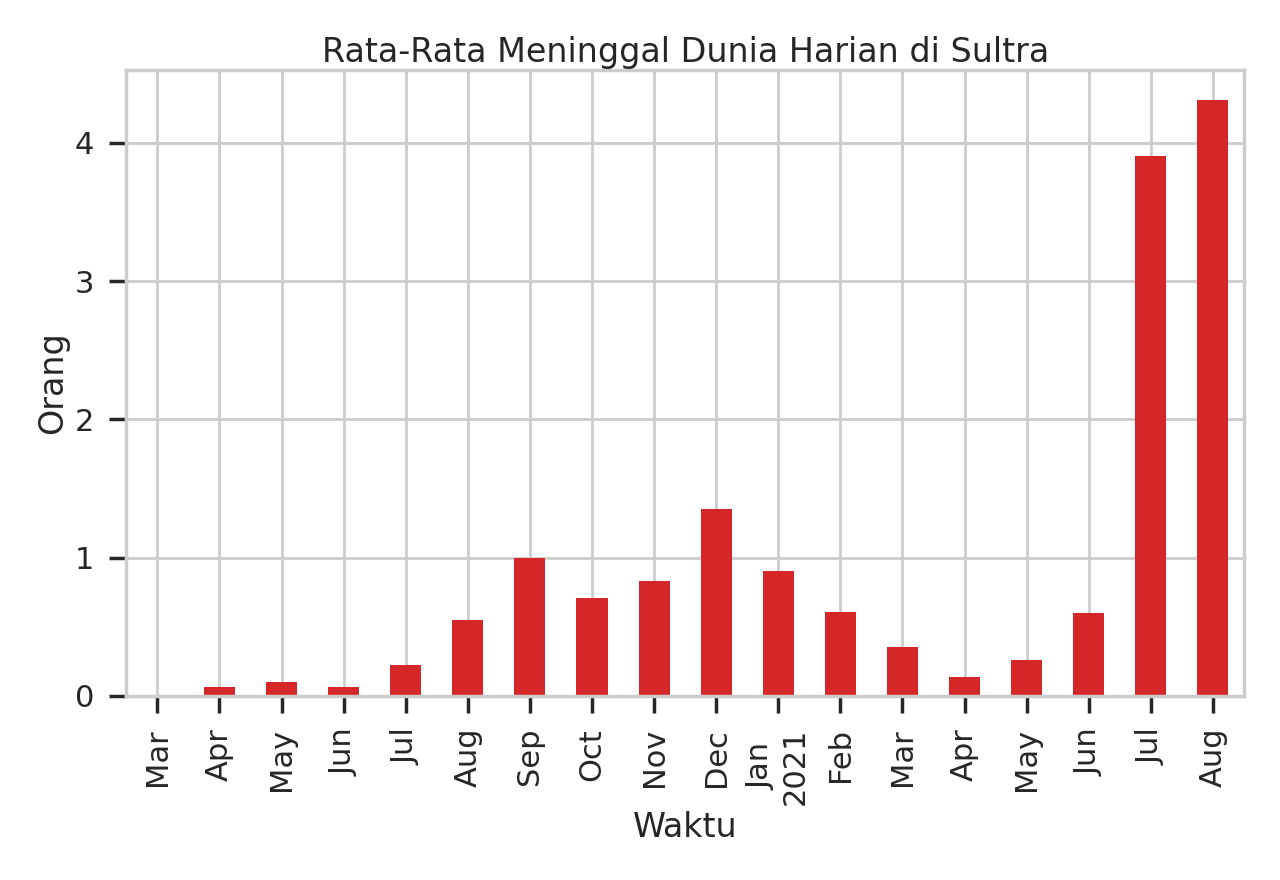 Rata-Rata Meninggal Dunia Harian di Sultra
Orang
4
3
2
1
0
Mar
Apr
May
Jun
Jul
Aug
Sep
Oct
Nov
Dec
Jan
2021
Feb
Mar
Apr
May
Jun
Jul
Aug
Waktu